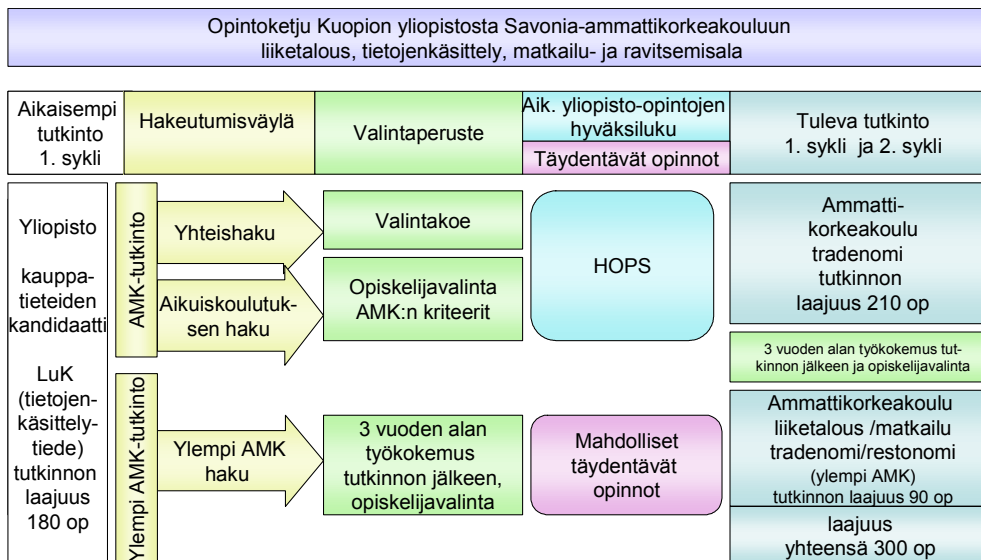 Opintoketju Kuopion yliopistosta Savonia-ammattikorkeakouluun
liiketalous, tietojenkäsittely, matkailu- ja ravitsemisala
Aikaisempi
tutkinto
1. sykli
Hakeutumisväylä
Valintaperuste
Aik. yliopisto-opintojen
hyväksiluku
Täydentävät opinnot
Tuleva tutkinto
1. sykli ja 2. sykli
Yliopisto
kauppa-
tieteiden
kandidaatti
LuK
(tietojen-
käsittely-
tiede)
tutkinnon
laajuus
180 op
AMK-tutkinto
Yhteishaku
Aikuiskoulutuk-
sen haku
Valintakoe
Opiskelijavalinta
AMK:n kriteerit
HOPS
Ammatti-
korkeakoulu
tradenomi
tutkinnon
laajuus 210 op
3 vuoden alan työkokemus tut-
kinnon jälkeen ja opiskelijavalinta
Ylempi AMK-tutkinto
Ylempi AMK
haku
3 vuoden alan
työkokemus
tutkinnon jälkeen,
opiskelijavalinta
Mahdolliset
täydentävät
opinnot
Ammattikorkeakoulu
liiketalous /matkailu
tradenomi/restonomi
(ylempi AMK)
tutkinnon laajuus 90 op
laajuus
yhteensä 300 op